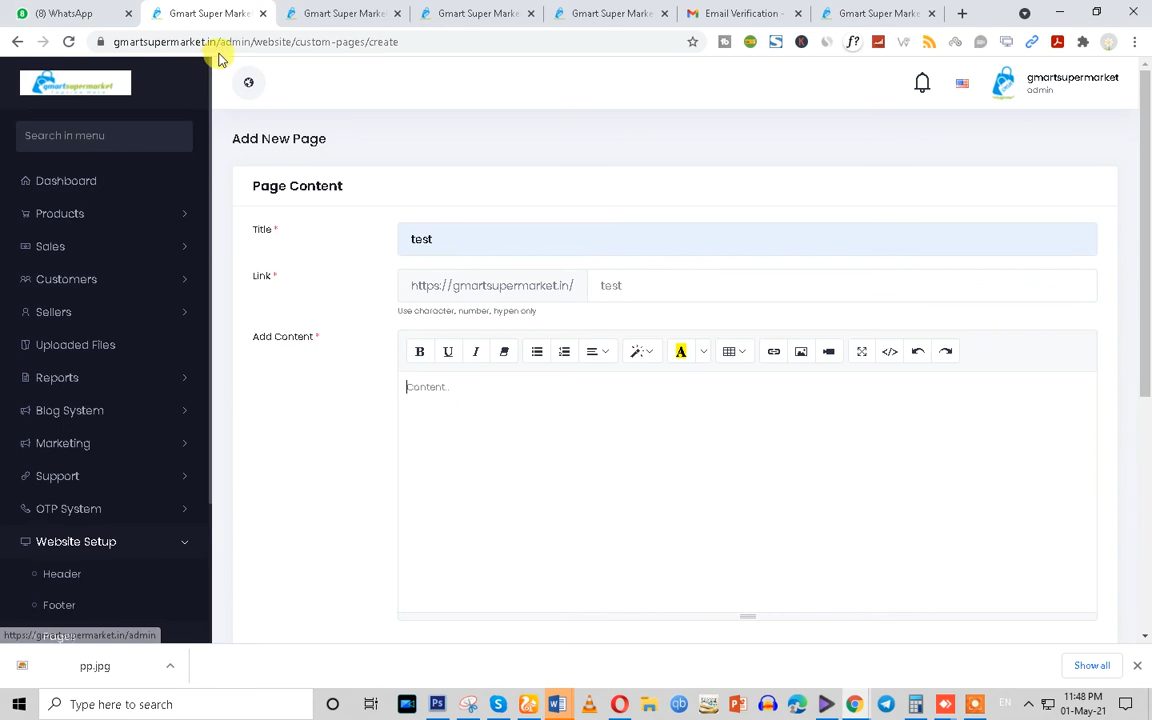 (8) WhatsApp
Gmart Super Marke
Gmart Super Marke
Gmart Super Marke
Gmart Super Marke
Email Verification -
Gmart Super Marke
gmartsupermarket.in/admin/website/custom-pages/create
Search in menu
Dashboard
Products
Sales
Customers
Sellers
Uploaded Files
Reports
Blog System
Marketing
Support
OTP System
Website Setup
Header
Footer
Pages
https://gmartsupermarket.in/admin
gmartsupermarket
admin
Add New Page
Page Content
Title *
test
Link *
https://gmartsupermarket.in/ test
Use character, number, hypen only
Add Content *
B U I
A
</>
Content..
pp.jpg
Show all
Type here to search
EN
11:48 PM
01-May-21